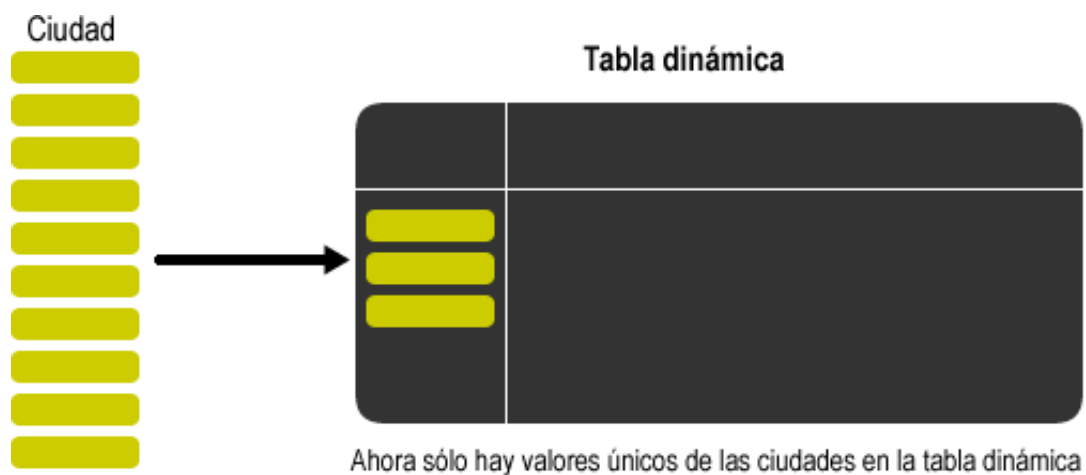 Ciudad
Tabla dinámica
Ahora sólo hay valores únicos de las ciudades en la tabla dinámica